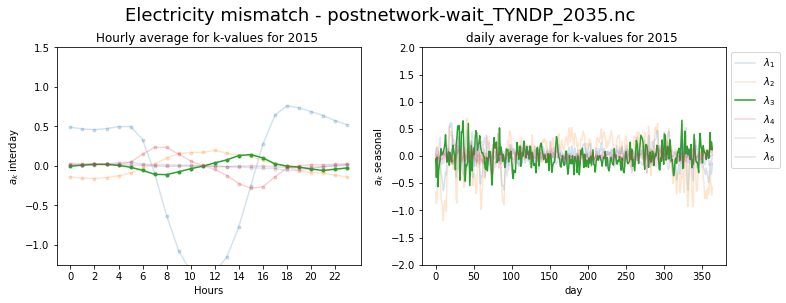 Electricity mismatch - postnetwork-wait_TYNDP_2035.nc
Hourly average for k-values for 2015
daily average for k-values for 2015
1.5
1.0
0.5
0.0
−0.5
−1.0
a_k interday
0 2 4 6 8 10 12 14 16 18 20 22
Hours
2.0
1.5
1.0
0.5
0.0
−0.5
−1.0
−1.5
−2.0
a_k seasonal
0 50 100 150 200 250 300 350
day
λ₁
λ₂
λ₃
λ₄
λ₅
λ₆